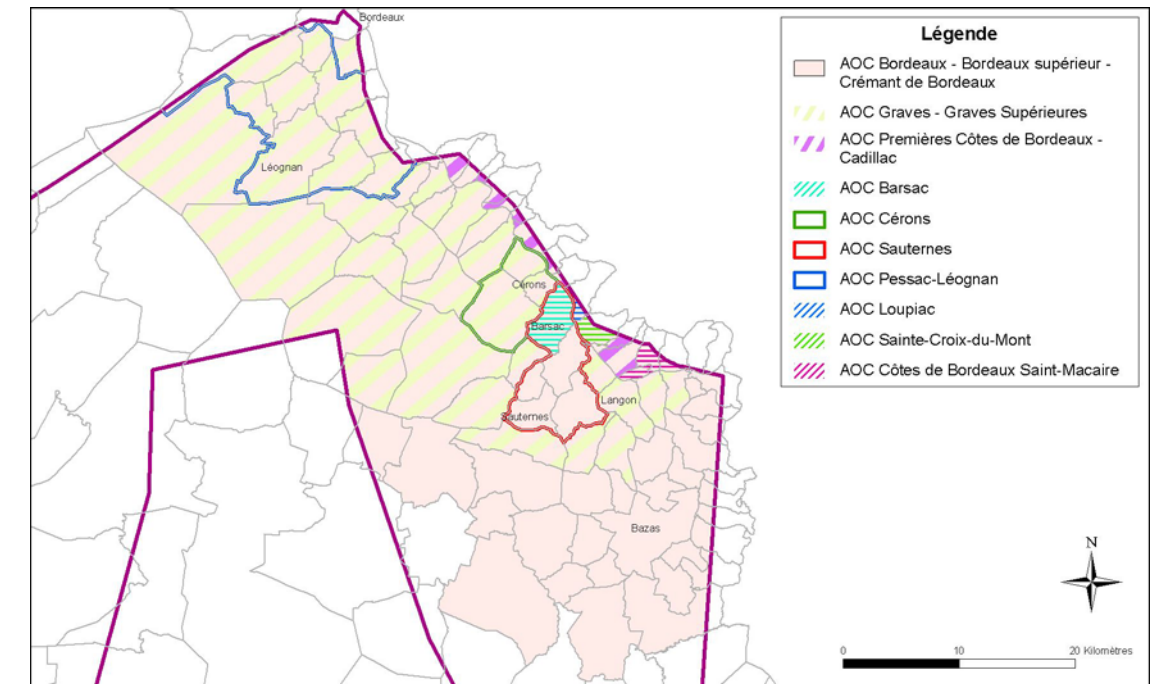 Bordeaux
Léognan
Cérons
Barsac
Langon
Sauternes
Bazas
Légende
AOC Bordeaux - Bordeaux supérieur -
Crémant de Bordeaux
AOC Graves - Graves Supérieures
AOC Premières Côtes de Bordeaux -
Cadillac
AOC Barsac
AOC Cérons
AOC Sauternes
AOC Pessac-Léognan
AOC Loupiac
AOC Sainte-Croix-du-Mont
AOC Côtes de Bordeaux Saint-Macaire
N
0 10 20 Kilomètres